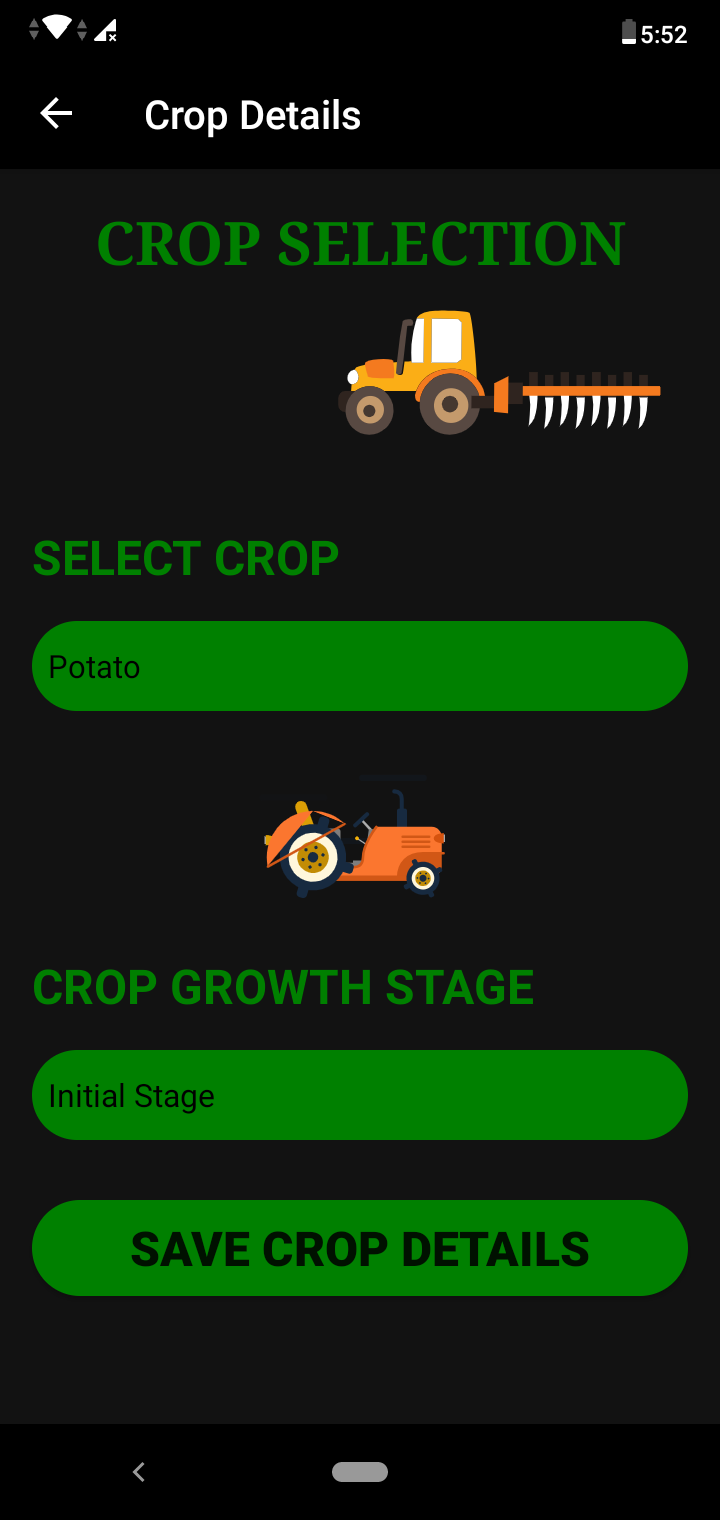 5:52
Crop Details
CROP SELECTION
SELECT CROP
Potato
CROP GROWTH STAGE
Initial Stage
SAVE CROP DETAILS